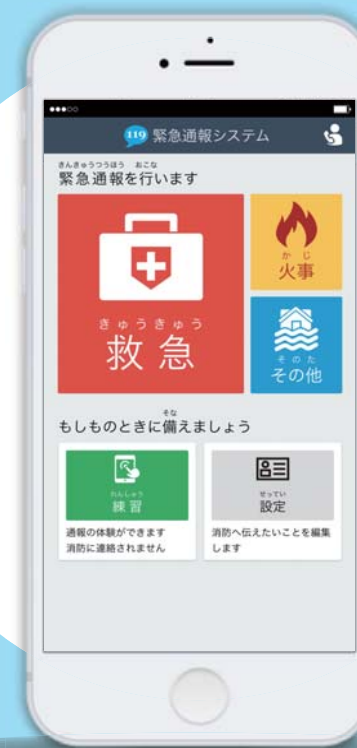 119 緊急通報システム
きんきゅうつうほう おこな
緊急通報を行います
きゅうきゅう
救急
かじ
火事
そのた
その他
そな
もしものときに備えましょう
れんしゅう
練習
通報の体験ができます
消防に連絡されません
せってい
設定
消防へ伝えたいことを編集
します